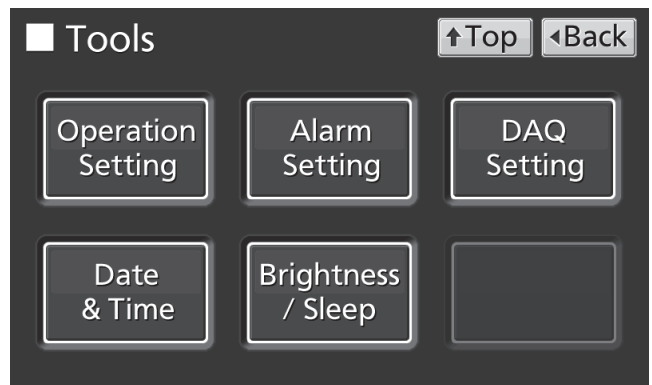 Tools
↑Top
◂Back
Operation
Setting
Alarm
Setting
DAQ
Setting
Date
& Time
Brightness
/ Sleep